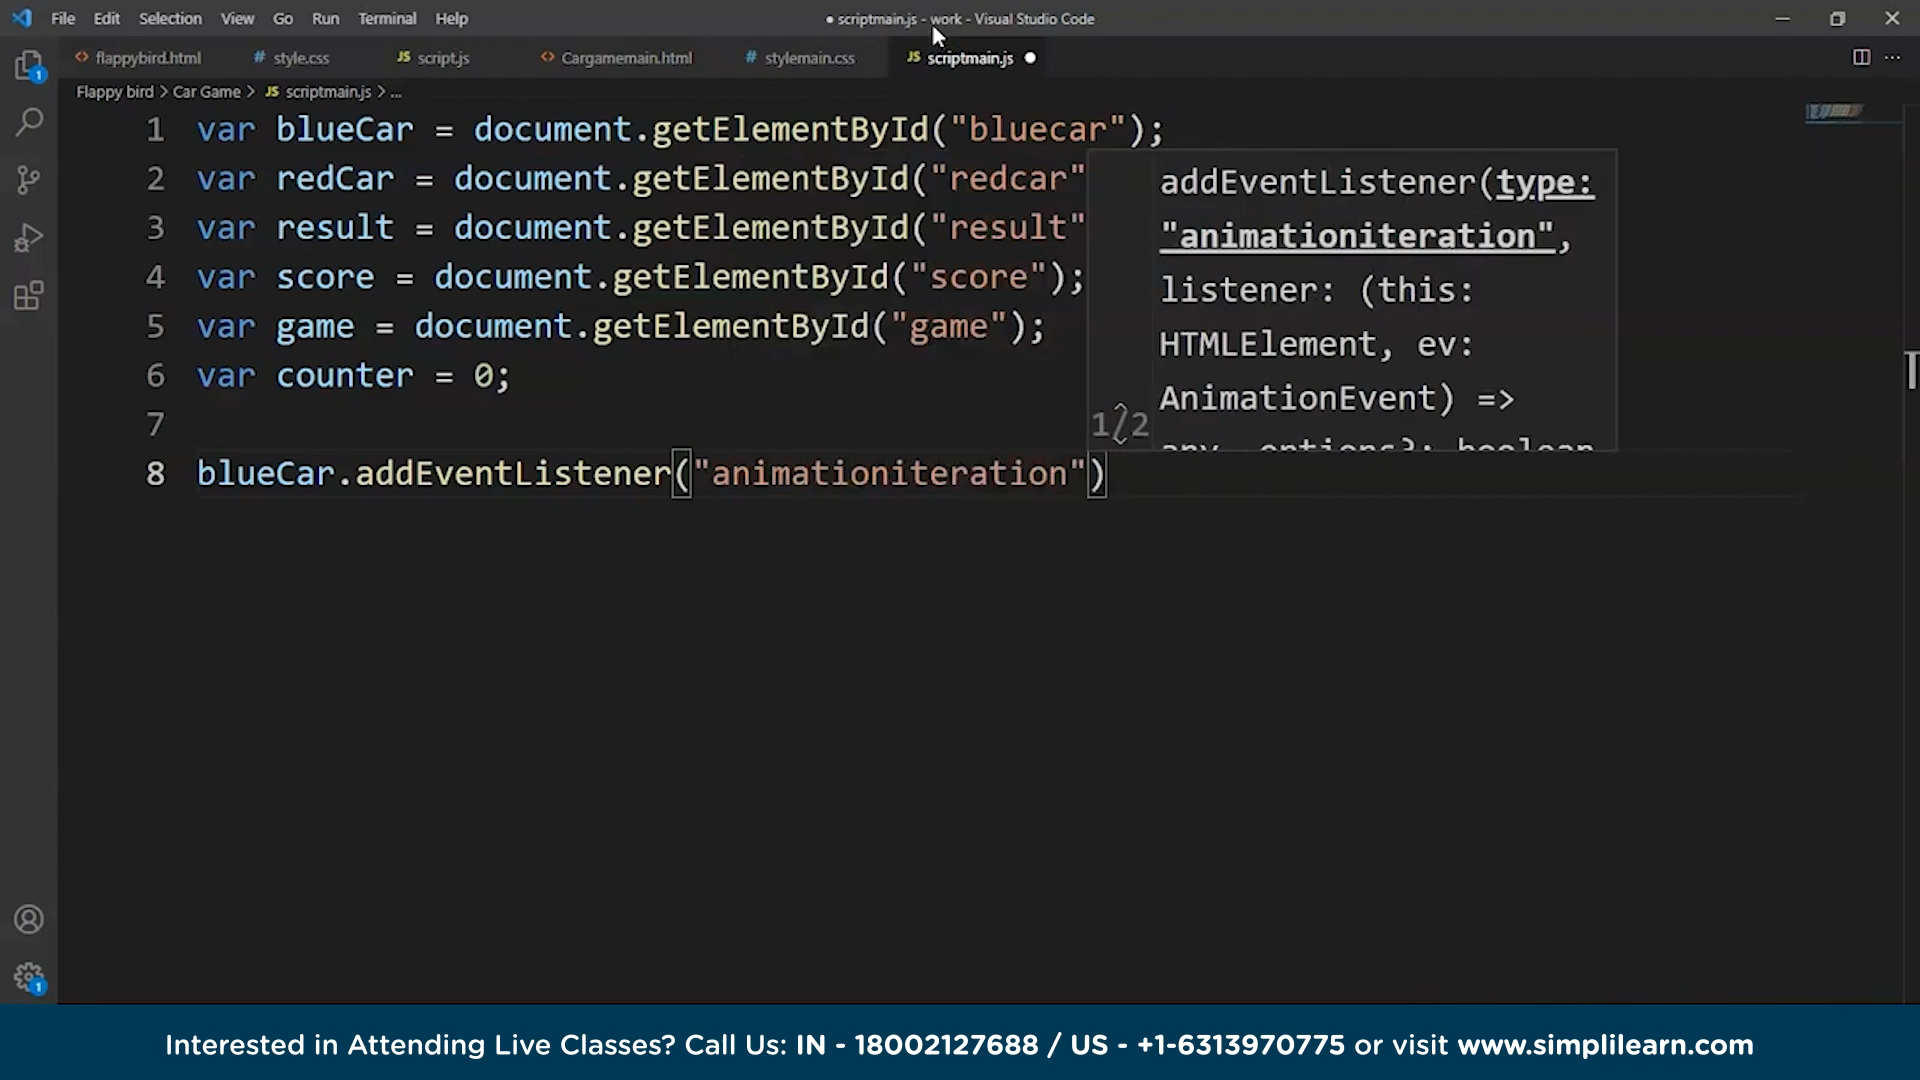 File Edit Selection View Go Run Terminal Help
● scriptmain.js - work - Visual Studio Code
flappybird.html # style.css JS script.js Cargamemain.html # stylemain.css JS scriptmain.js ●
Flappy bird > Car Game > JS scriptmain.js > ...
1 var blueCar = document.getElementById("bluecar");
2 var redCar = document.getElementById("redcar"
3 var result = document.getElementById("result"
4 var score = document.getElementById("score");
5 var game = document.getElementById("game");
6 var counter = 0;
7
8 blueCar.addEventListener("animationiteration")
addEventListener(type:
"animationiteration",
listener: (this:
HTMLElement, ev:
AnimationEvent) =>
any, options?: boolean
1/2
1
1
Interested in Attending Live Classes? Call Us: IN - 18002127688 / US - +1-6313970775 or visit www.simplilearn.com